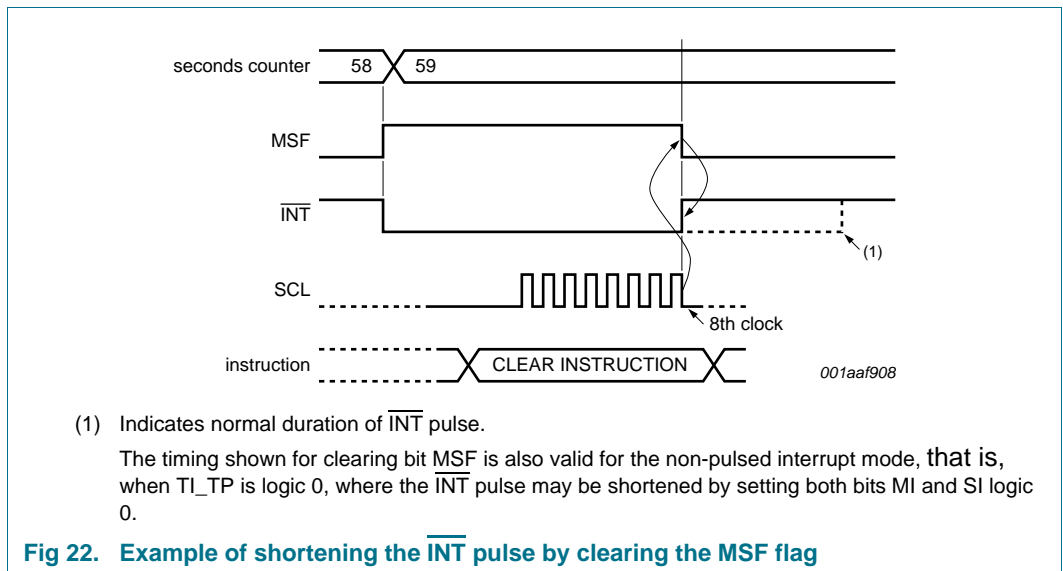 seconds counter 58 59
MSF
INT
(1)
SCL
8th clock
instruction CLEAR INSTRUCTION
001aaf908
(1) Indicates normal duration of INT pulse.
The timing shown for clearing bit MSF is also valid for the non-pulsed interrupt mode, that is,
when TI_TP is logic 0, where the INT pulse may be shortened by setting both bits MI and SI logic
0.
Fig 22. Example of shortening the INT pulse by clearing the MSF flag